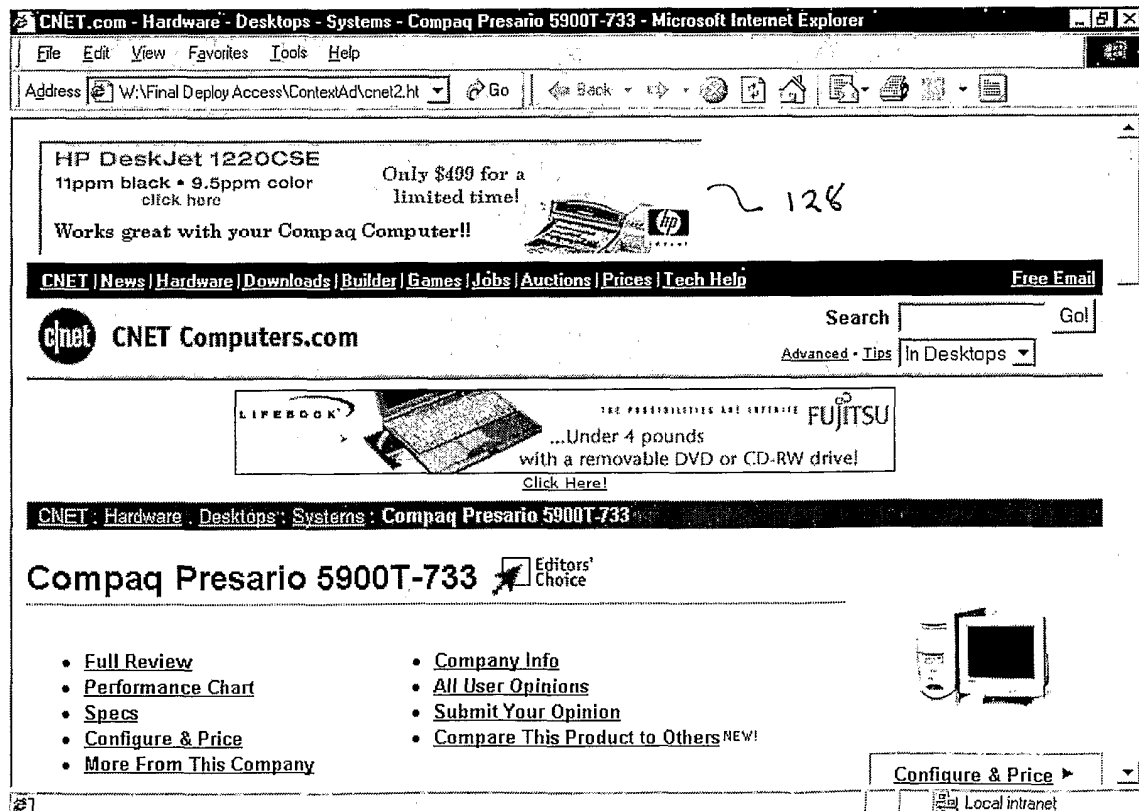 CNET.com - Hardware - Desktops - Systems - Compaq Presario 5900T-733 - Microsoft Internet Explorer
File Edit View Favorites Tools Help
Address W:\Final Deploy Access\ContextAd\cnet2.ht Go Back
HP DeskJet 1220CSE
11ppm black • 9.5ppm color
click here
Only $499 for a
limited time!
Works great with your Compaq Computer!!
hp
128
CNET | News | Hardware | Downloads | Builder | Games | Jobs | Auctions | Prices | Tech Help Free Email
c|net CNET Computers.com
Search Go!
Advanced • Tips In Desktops
LIFEBOOK THE POSSIBILITIES ARE INFINITE FUJITSU
...Under 4 pounds
with a removable DVD or CD-RW drive!
Click Here!
CNET : Hardware : Desktops : Systems : Compaq Presario 5900T-733
Compaq Presario 5900T-733 Editors'
Choice
• Full Review
• Performance Chart
• Specs
• Configure & Price
• More From This Company
• Company Info
• All User Opinions
• Submit Your Opinion
• Compare This Product to Others NEW!
Configure & Price
Local intranet